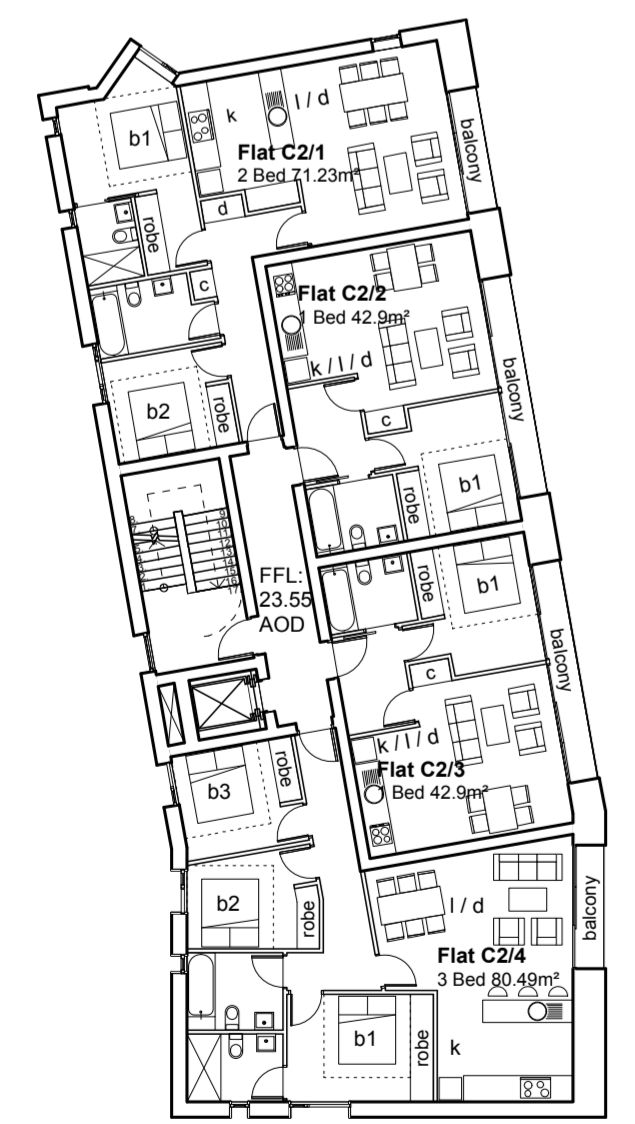 b1
k
l / d
Flat C2/1
2 Bed 71.23m²
balcony
d
robe
c
b2
robe
Flat C2/2
1 Bed 42.9m²
k / l / d
balcony
c
b1
robe
FFL:
23.55
AOD
robe
b1
balcony
c
k / l / d
Flat C2/3
1 Bed 42.9m²
b3
robe
b2
robe
l / d
balcony
Flat C2/4
3 Bed 80.49m²
b1
robe
k